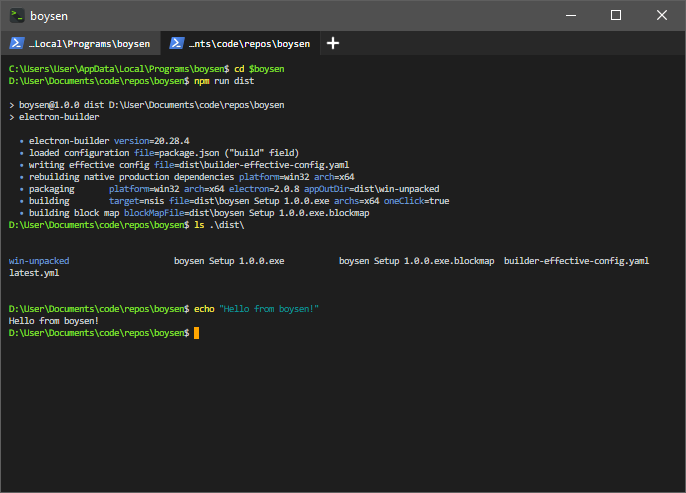 boysen
…Local\Programs\boysen
…nts\code\repos\boysen
C:\Users\User\AppData\Local\Programs\boysen$ cd $boysen
D:\User\Documents\code\repos\boysen$ npm run dist
> boysen@1.0.0 dist D:\User\Documents\code\repos\boysen
> electron-builder
• electron-builder version=20.28.4
• loaded configuration file=package.json ("build" field)
• writing effective config file=dist\builder-effective-config.yaml
• rebuilding native production dependencies platform=win32 arch=x64
• packaging platform=win32 arch=x64 electron=2.0.8 appOutDir=dist\win-unpacked
• building target=nsis file=dist\boysen Setup 1.0.0.exe archs=x64 oneClick=true
• building block map blockMapFile=dist\boysen Setup 1.0.0.exe.blockmap
D:\User\Documents\code\repos\boysen$ ls .\dist\
win-unpacked boysen Setup 1.0.0.exe boysen Setup 1.0.0.exe.blockmap builder-effective-config.yaml
latest.yml
D:\User\Documents\code\repos\boysen$ echo "Hello from boysen!"
Hello from boysen!
D:\User\Documents\code\repos\boysen$